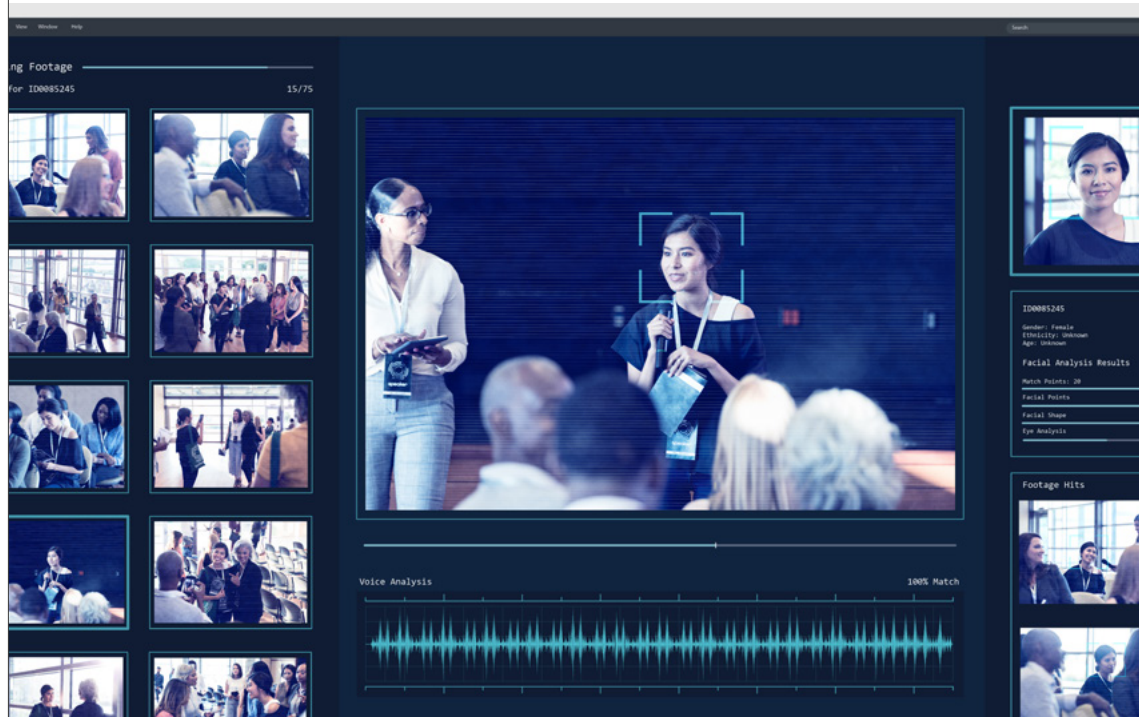 View Window Help
Search
ng Footage
for ID0085245
15/75
speaker
Voice Analysis
100% Match
ID0085245
Gender: Female
Ethnicity: Unknown
Age: Unknown
Facial Analysis Results
Match Points: 20
Facial Points
Facial Shape
Eye Analysis
Footage Hits